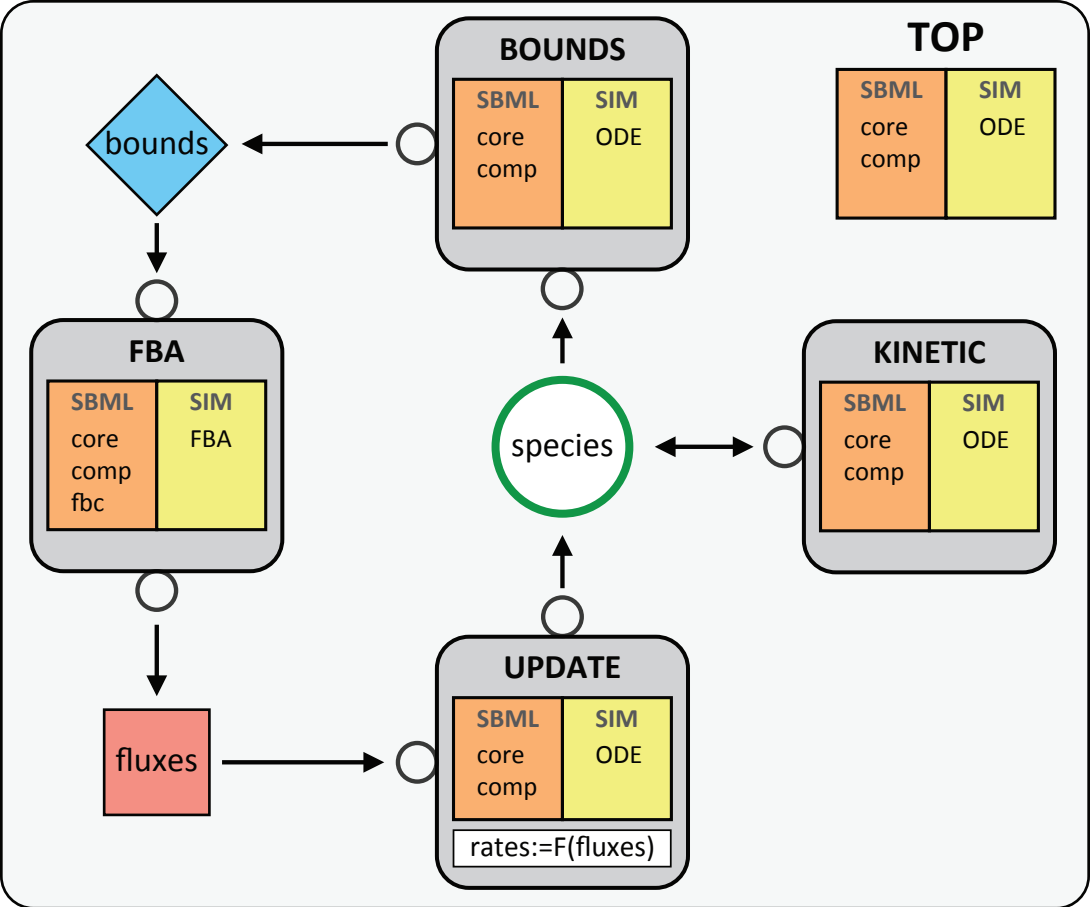 BOUNDS
SBML SIM
core ODE
comp
TOP
SBML SIM
core ODE
comp
bounds
FBA
SBML SIM
core FBA
comp
fbc
species
KINETIC
SBML SIM
core ODE
comp
fluxes
UPDATE
SBML SIM
core ODE
comp
rates:=F(fluxes)